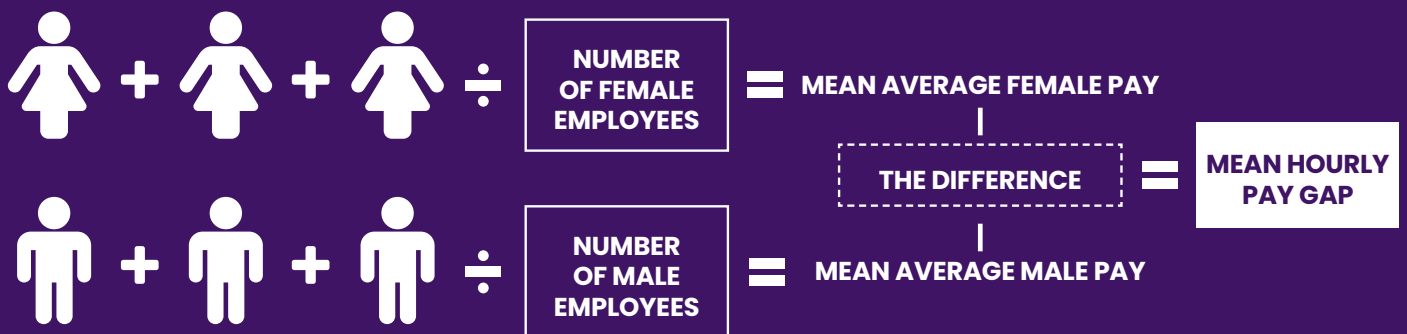 NUMBER
OF FEMALE
EMPLOYEES
MEAN AVERAGE FEMALE PAY
THE DIFFERENCE
MEAN HOURLY
PAY GAP
NUMBER
OF MALE
EMPLOYEES
MEAN AVERAGE MALE PAY